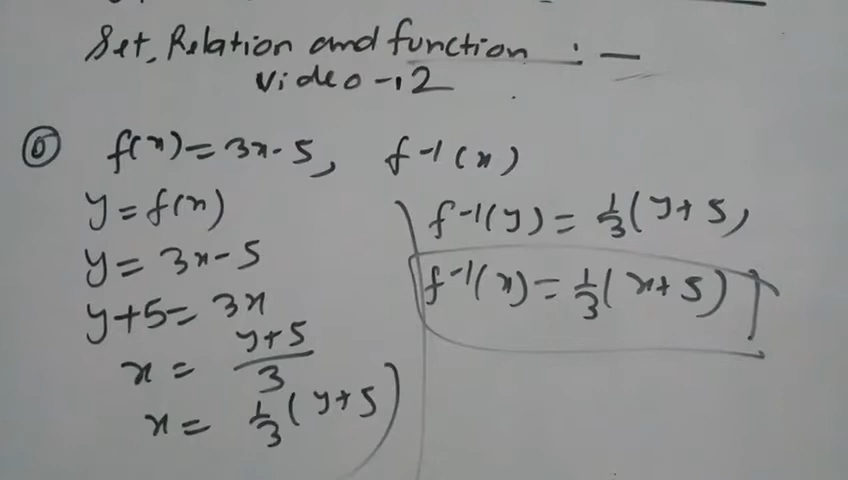 Set, Relation and function : —
Video - 12
⑥ f(x) = 3x - 5, f-1(x)
y = f(x)
y = 3x - 5
y + 5 = 3x
x = y+5/3
x = 1/3 (y + 5)
f-1(y) = 1/3 (y + 5)
f-1(x) = 1/3 (x + 5)